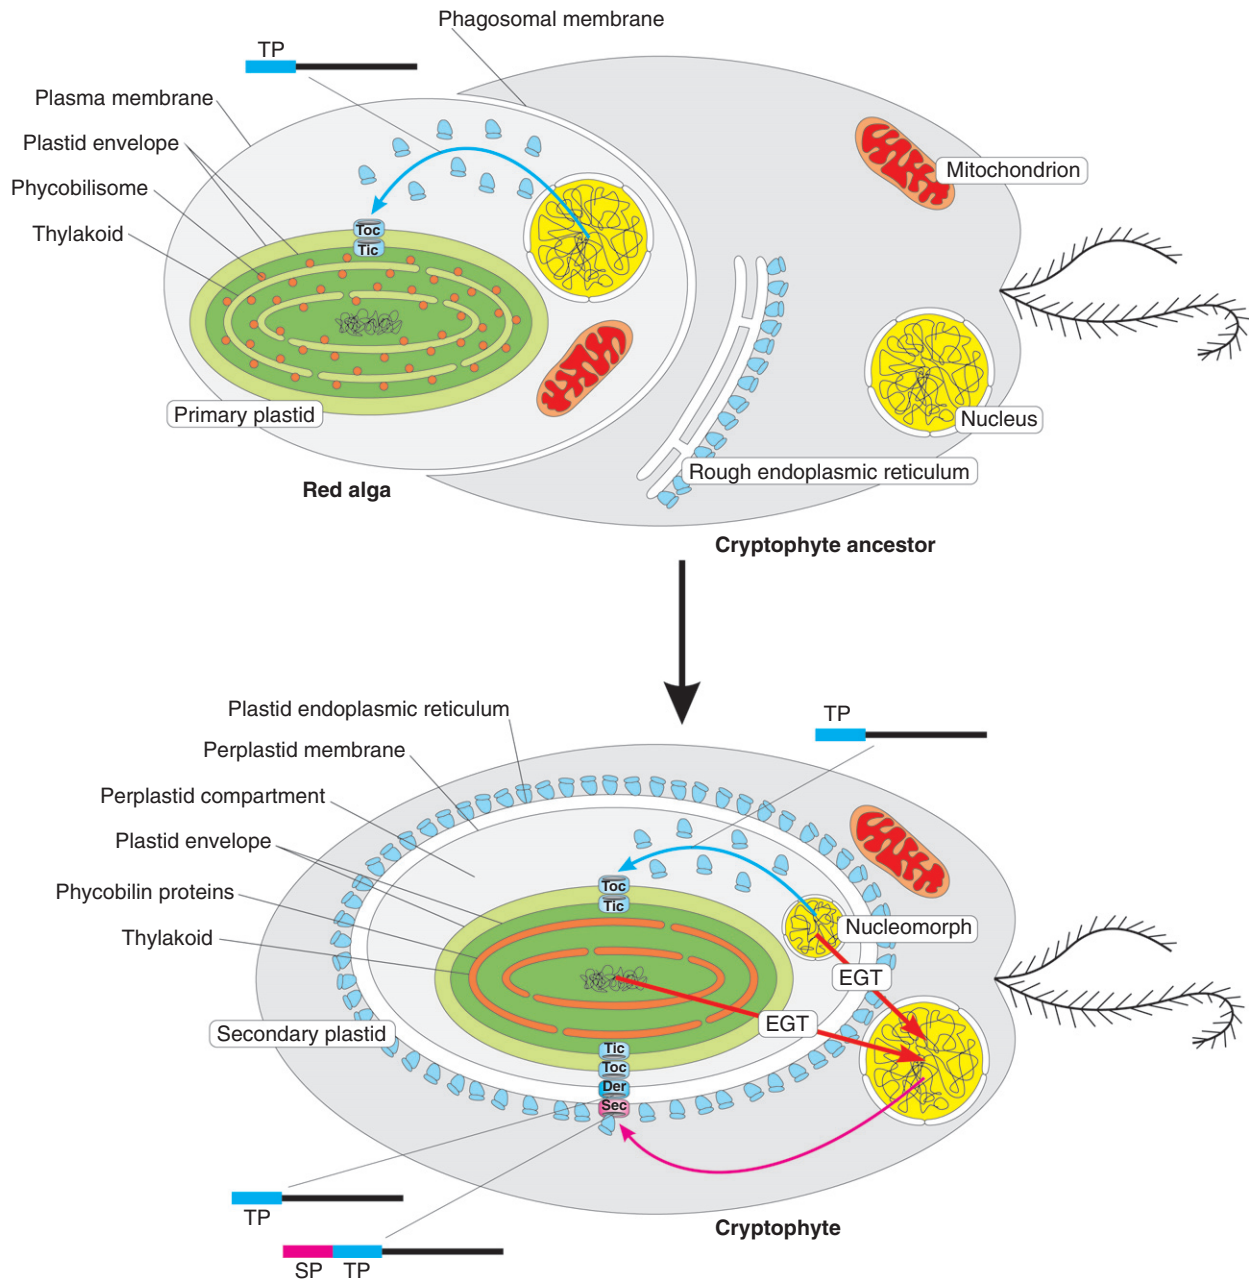 Phagosomal membrane
TP
Plasma membrane
Plastid envelope
Phycobilisome
Thylakoid
Mitochondrion
Toc
Tic
Primary plastid
Nucleus
Rough endoplasmic reticulum
Red alga
Cryptophyte ancestor
Plastid endoplasmic reticulum
TP
Perplastid membrane
Perplastid compartment
Plastid envelope
Phycobilin proteins
Thylakoid
Toc
Tic
Nucleomorph
EGT
EGT
Secondary plastid
Tic
Toc
Der
Sec
TP
Cryptophyte
SP TP